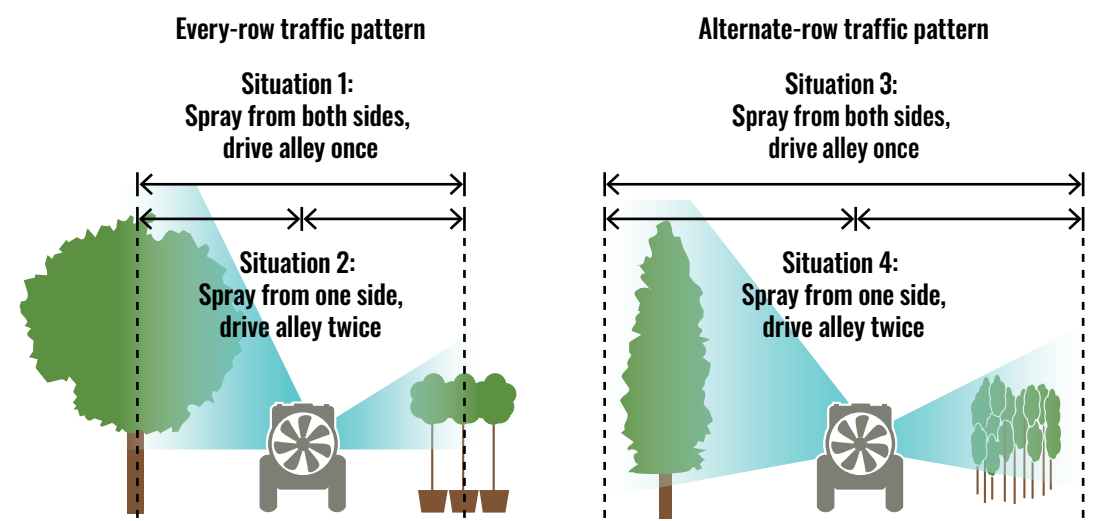 Every-row traffic pattern
Situation 1:
Spray from both sides,
drive alley once
Situation 2:
Spray from one side,
drive alley twice
Alternate-row traffic pattern
Situation 3:
Spray from both sides,
drive alley once
Situation 4:
Spray from one side,
drive alley twice